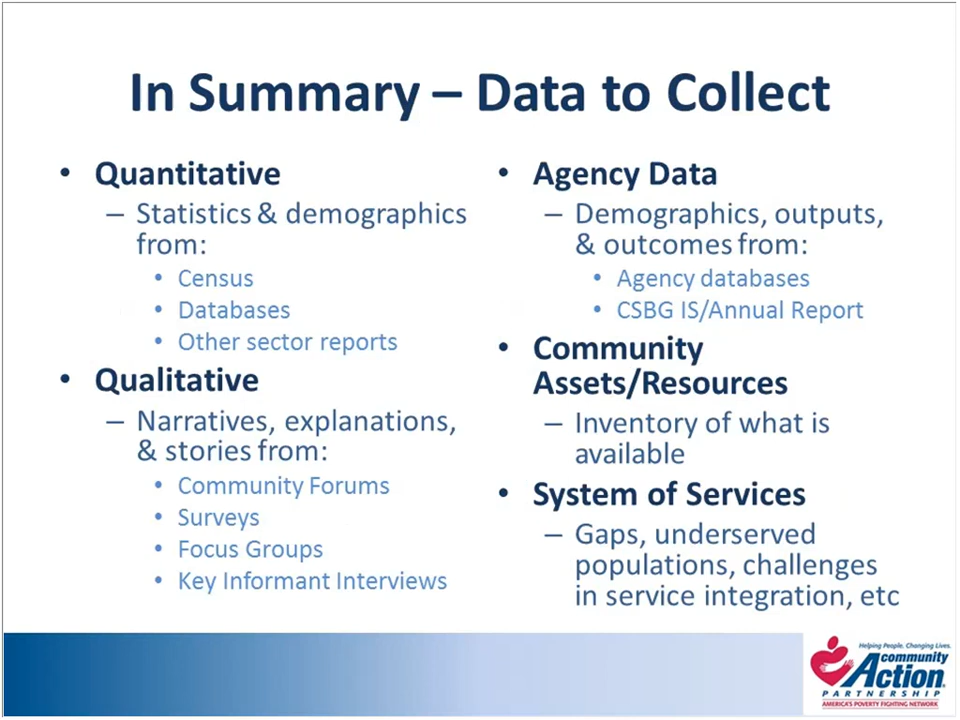 In Summary – Data to Collect
• Quantitative
– Statistics & demographics
from:
• Census
• Databases
• Other sector reports
• Qualitative
– Narratives, explanations,
& stories from:
• Community Forums
• Surveys
• Focus Groups
• Key Informant Interviews
• Agency Data
– Demographics, outputs,
& outcomes from:
• Agency databases
• CSBG IS/Annual Report
• Community
Assets/Resources
– Inventory of what is
available
• System of Services
– Gaps, underserved
populations, challenges
in service integration, etc
Helping People. Changing Lives.
community
Action®
PARTNERSHIP
AMERICA'S POVERTY FIGHTING NETWORK